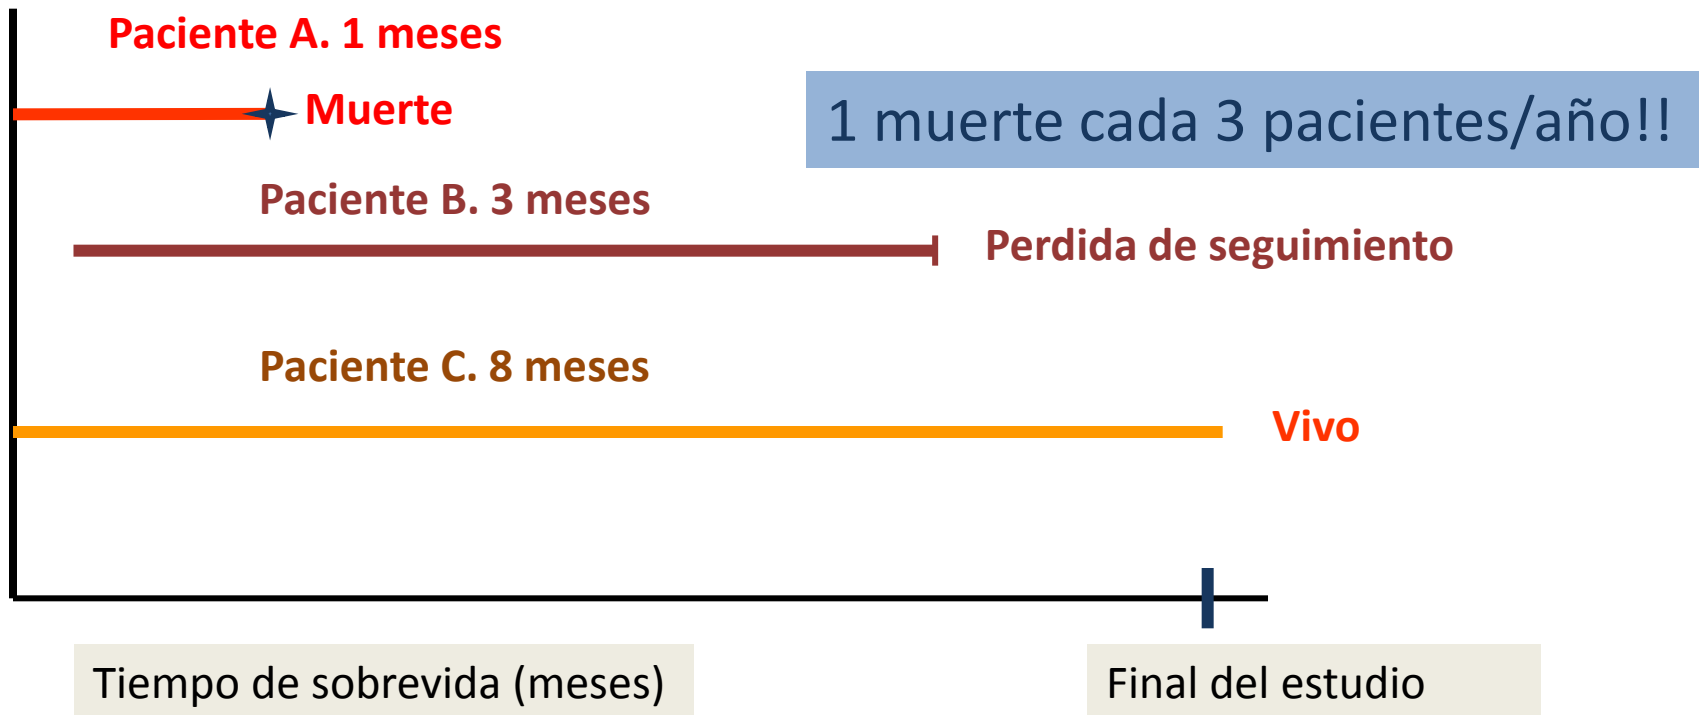 Paciente A. 1 meses
Muerte
1 muerte cada 3 pacientes/año!!
Paciente B. 3 meses
Perdida de seguimiento
Paciente C. 8 meses
Vivo
Tiempo de sobrevida (meses)
Final del estudio